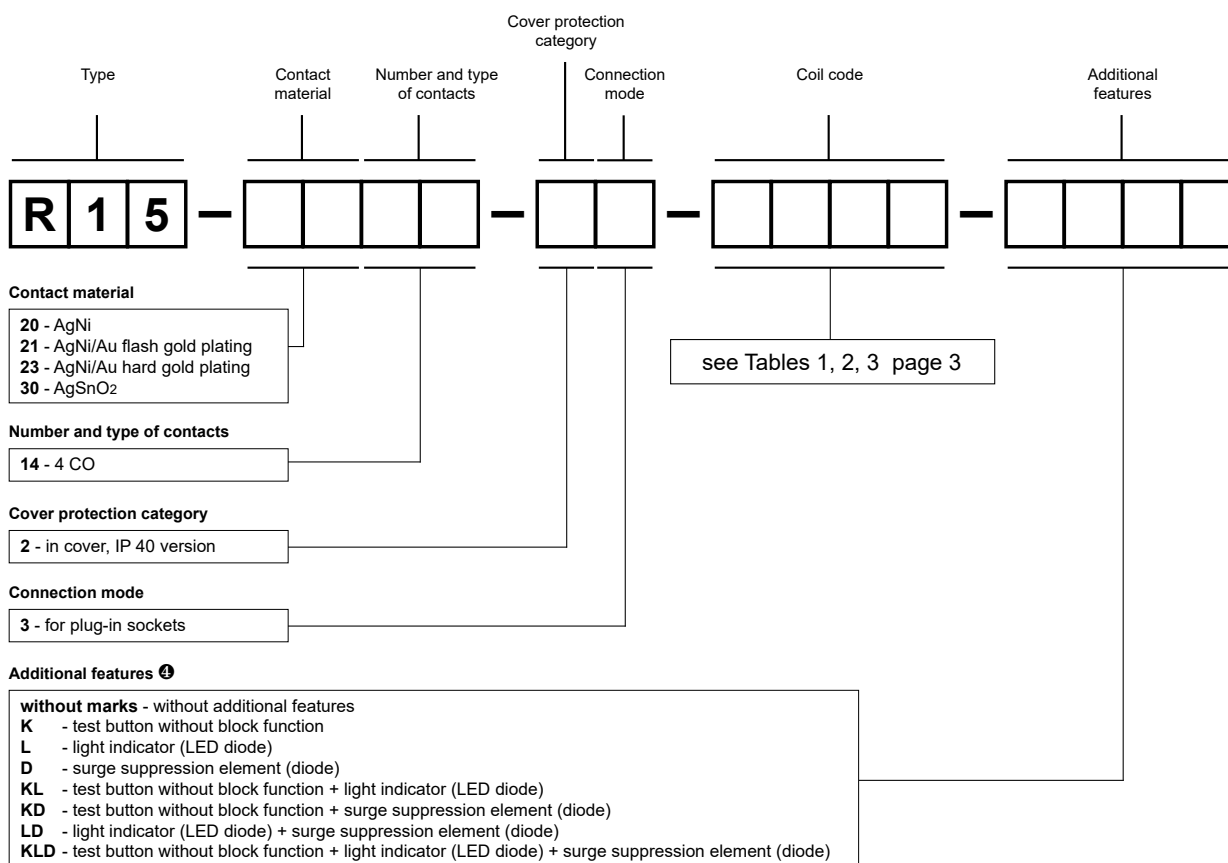 Cover protection
category
Type
Contact
material
Number and type
of contacts
Connection
mode
Coil code
Additional
features
R 1 5 – – – –
Contact material
20 - AgNi
21 - AgNi/Au flash gold plating
23 - AgNi/Au hard gold plating
30 - AgSnO2
see Tables 1, 2, 3 page 3
Number and type of contacts
14 - 4 CO
Cover protection category
2 - in cover, IP 40 version
Connection mode
3 - for plug-in sockets
Additional features ❹
without marks - without additional features
K - test button without block function
L - light indicator (LED diode)
D - surge suppression element (diode)
KL - test button without block function + light indicator (LED diode)
KD - test button without block function + surge suppression element (diode)
LD - light indicator (LED diode) + surge suppression element (diode)
KLD - test button without block function + light indicator (LED diode) + surge suppression element (diode)